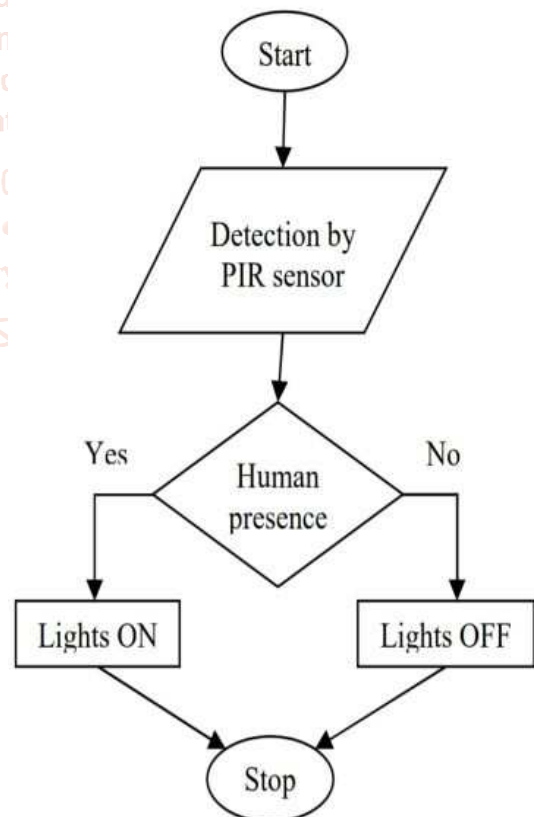 Start
Detection by
PIR sensor
Yes
No
Human
presence
Lights ON
Lights OFF
Stop